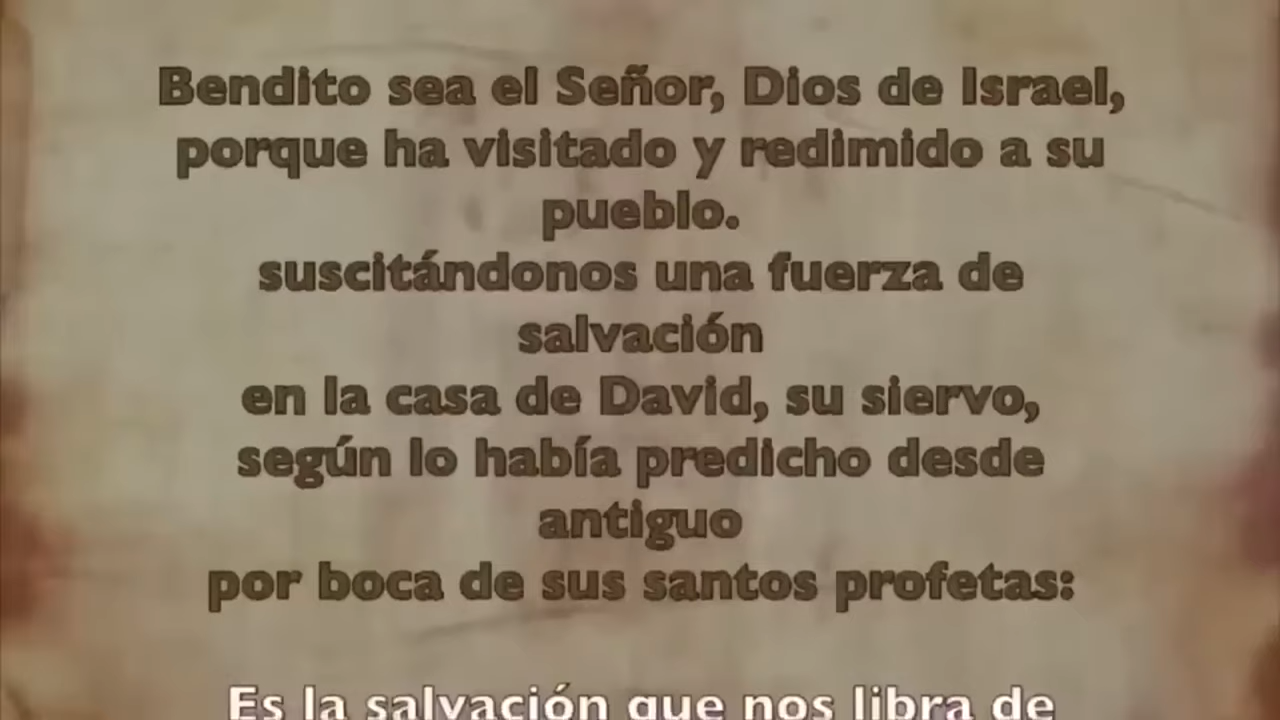 Bendito sea el Señor, Dios de Israel,
porque ha visitado y redimido a su
pueblo.
suscitándonos una fuerza de
salvación
en la casa de David, su siervo,
según lo había predicho desde
antiguo
por boca de sus santos profetas:
Es la salvación que nos libra de